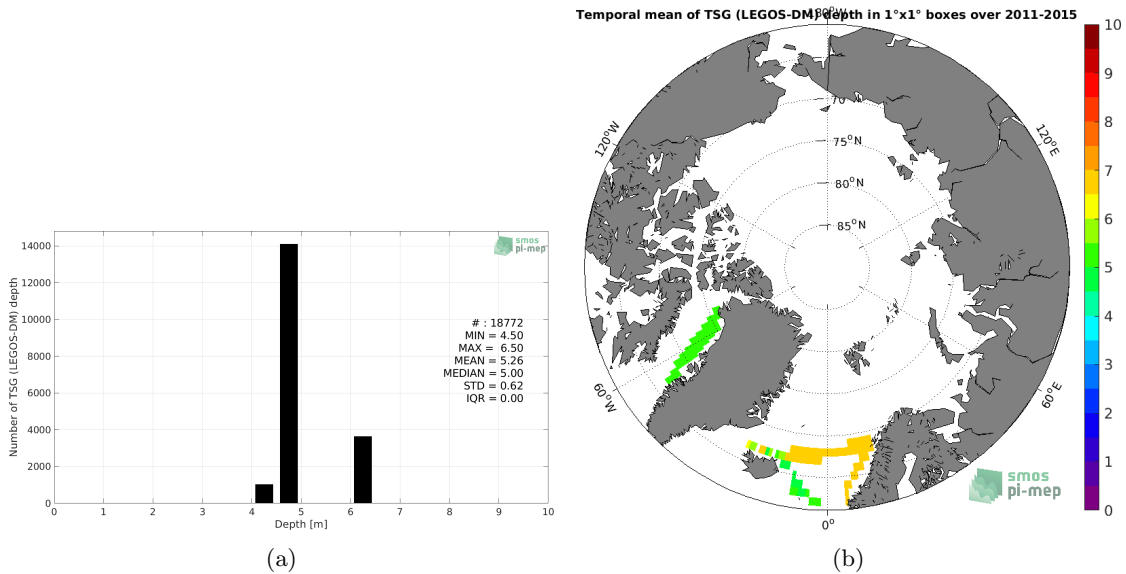 Temporal mean of TSG (LEGOS-DM) depth in 1°x1° boxes over 2011-2015
180°W
120°W
120°E
70
75°N
80°N
85°N
60°W
60°E
0°
10
9
8
7
6
5
4
3
2
1
0
smos
pi-mep
14000
12000
10000
8000
6000
4000
2000
0
Number of TSG (LEGOS-DM) depth
smos
pi-mep
# : 18772
MIN = 4.50
MAX = 6.50
MEAN = 5.26
MEDIAN = 5.00
STD = 0.62
IQR = 0.00
0 1 2 3 4 5 6 7 8 9 10
Depth [m]
(a)
(b)